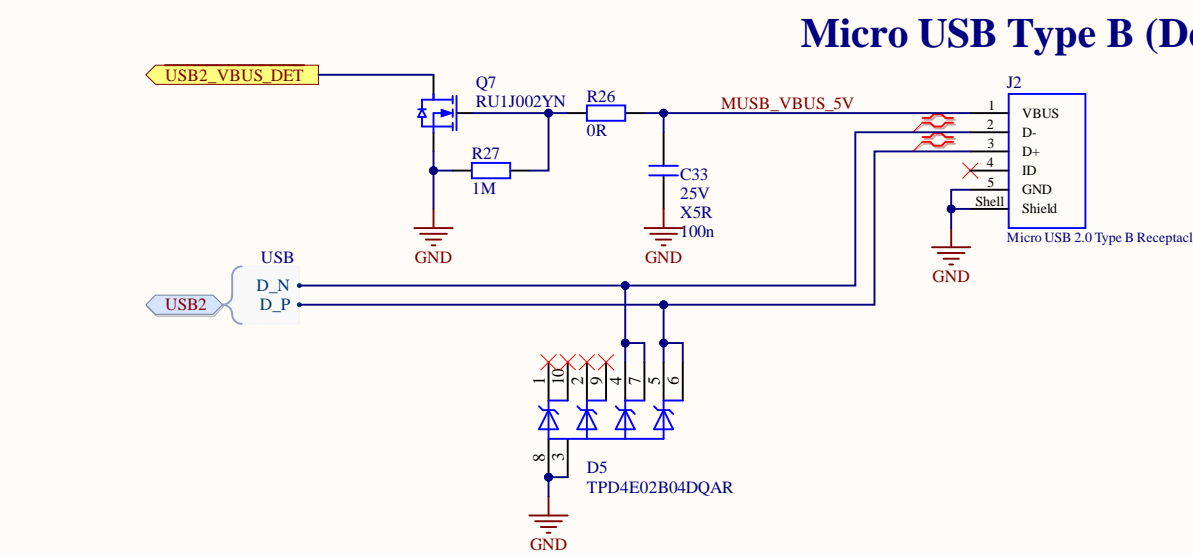 Micro USB Type B (D
USB2_VBUS_DET
Q7
RU1J002YN
R26
0R
MUSB_VBUS_5V
J2
1
VBUS
2
D-
3
D+
4
ID
5
GND
Shell
Shield
Micro USB 2.0 Type B Receptacl
R27
1M
C33
25V
X5R
100n
GND
GND
GND
USB
D_N
D_P
USB2
1
10
2
9
4
7
5
6
8
3
D5
TPD4E02B04DQAR
GND